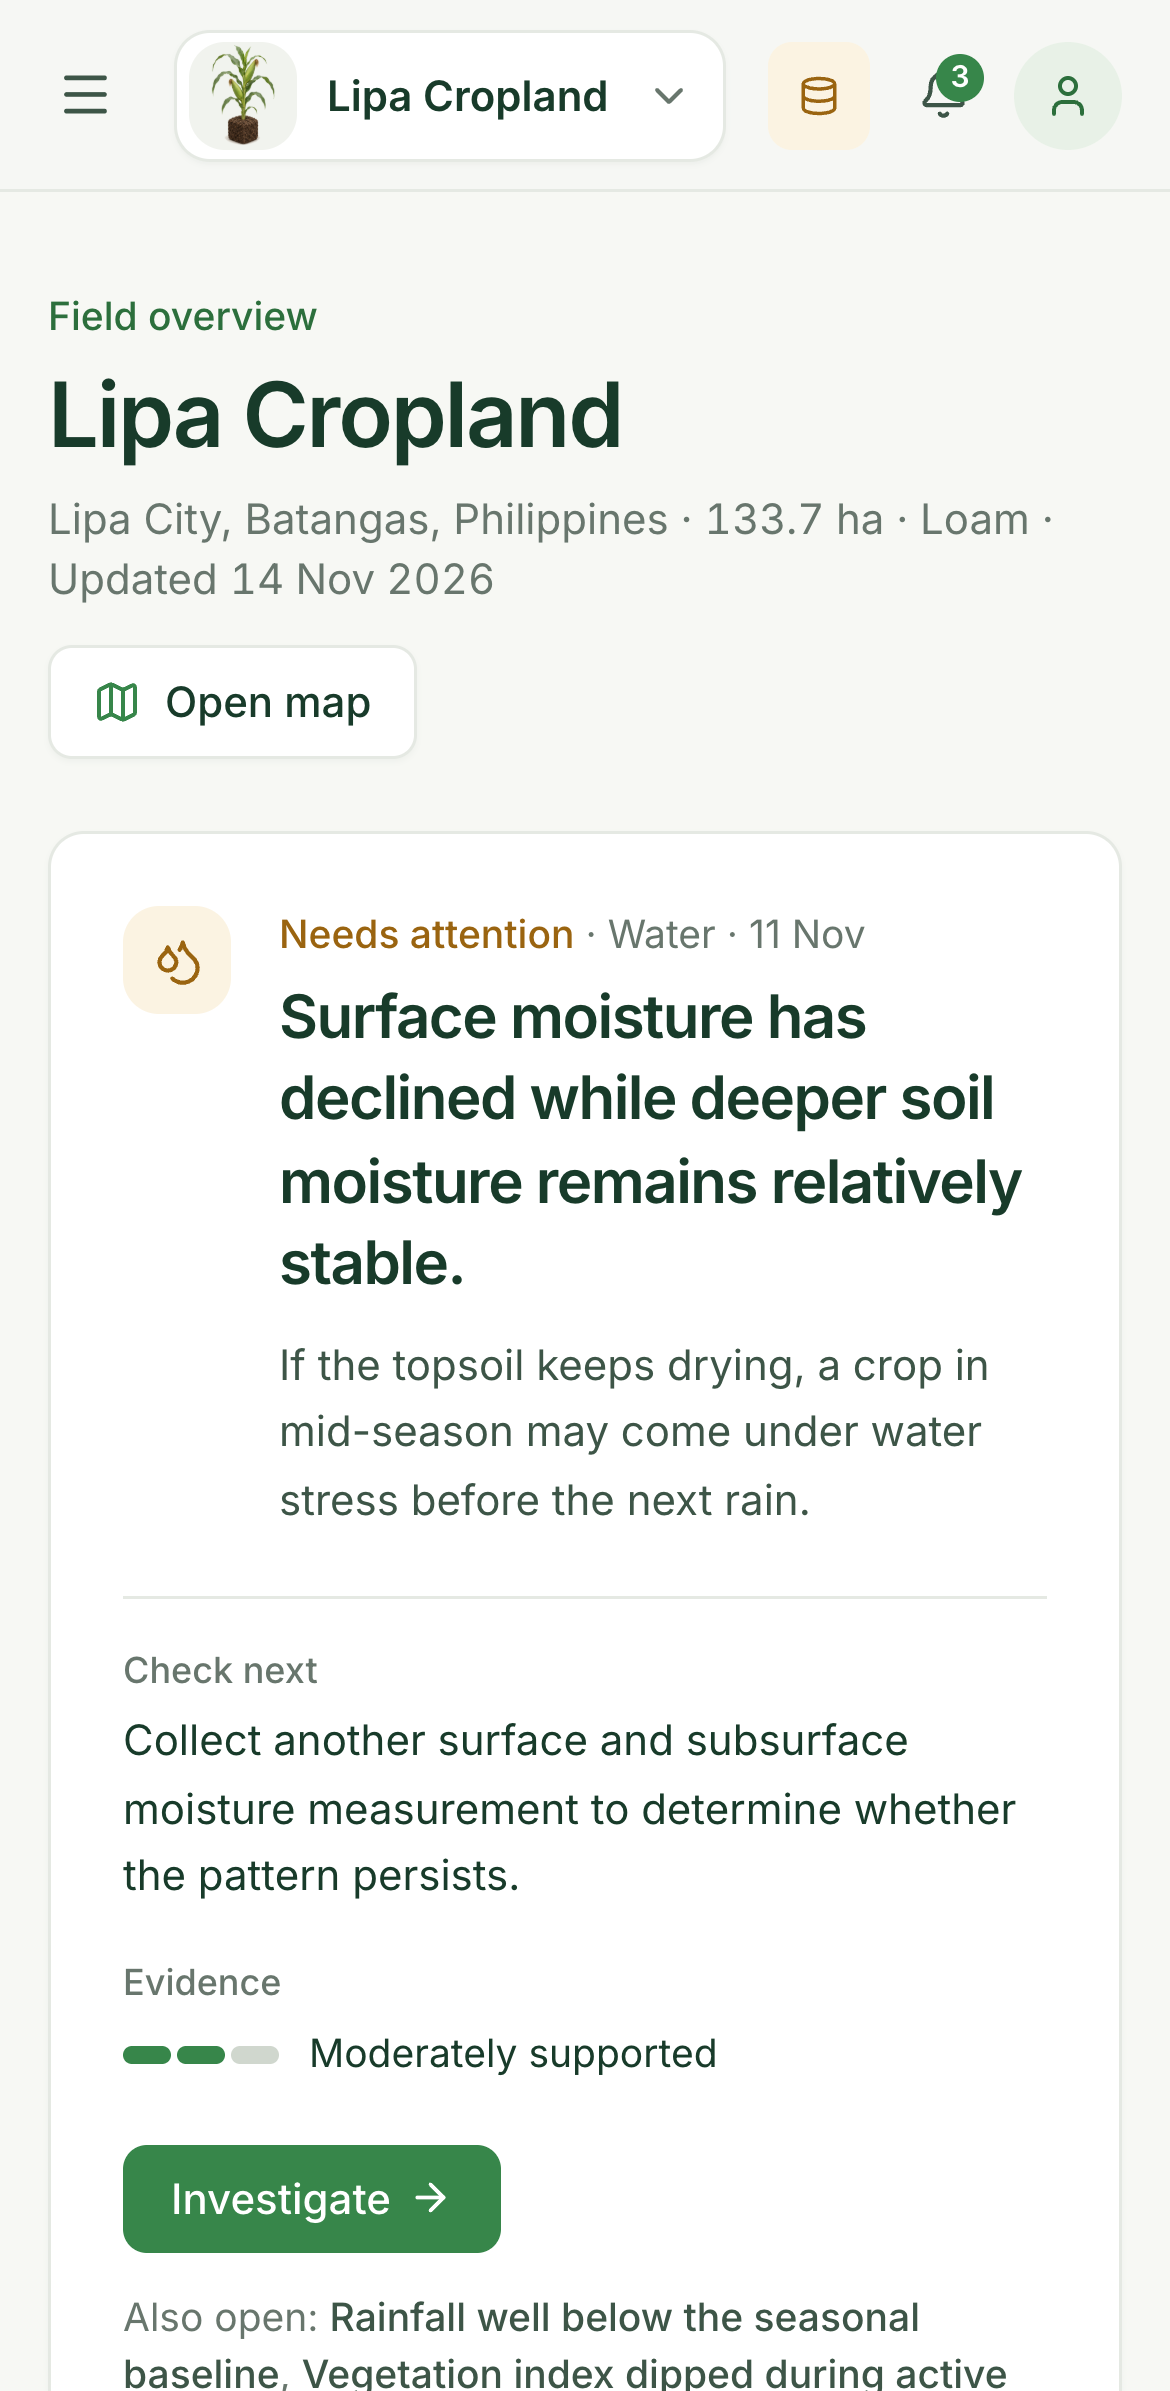 Lipa Cropland
3
Field overview
Lipa Cropland
Lipa City, Batangas, Philippines · 133.7 ha · Loam ·
Updated 14 Nov 2026
Open map
Needs attention · Water · 11 Nov
Surface moisture has
declined while deeper soil
moisture remains relatively
stable.
If the topsoil keeps drying, a crop in
mid-season may come under water
stress before the next rain.
Check next
Collect another surface and subsurface
moisture measurement to determine whether
the pattern persists.
Evidence
Moderately supported
Investigate →
Also open: Rainfall well below the seasonal
baseline, Vegetation index dipped during active